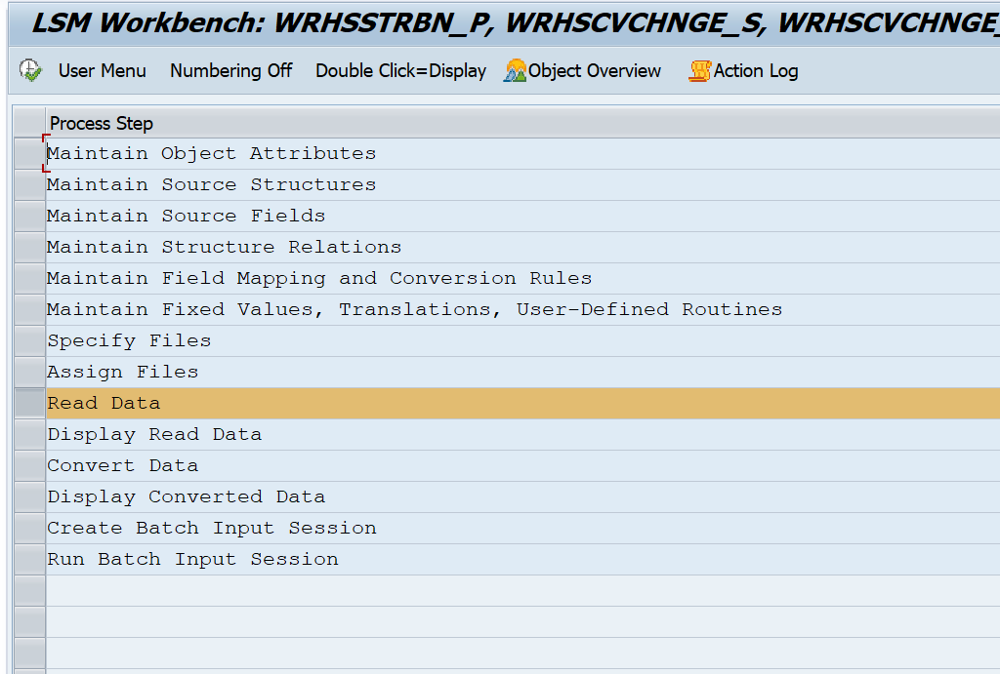 LSM Workbench: WRHSSTRBN_P, WRHSCVCHNGE_S, WRHSCVCHNGE_
User Menu Numbering Off Double Click=Display Object Overview Action Log
Process Step
Maintain Object Attributes
Maintain Source Structures
Maintain Source Fields
Maintain Structure Relations
Maintain Field Mapping and Conversion Rules
Maintain Fixed Values, Translations, User-Defined Routines
Specify Files
Assign Files
Read Data
Display Read Data
Convert Data
Display Converted Data
Create Batch Input Session
Run Batch Input Session